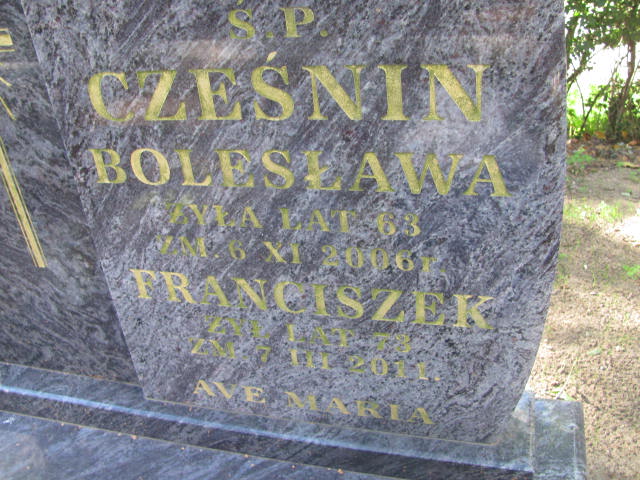 Ś.P.
CZEŚNIN
BOLESŁAWA
ŻYŁA LAT 63
ZM. 6 XI 2006r.
FRANCISZEK
ŻYŁ LAT 73
ZM 7 III 2011.
AVE MARIA